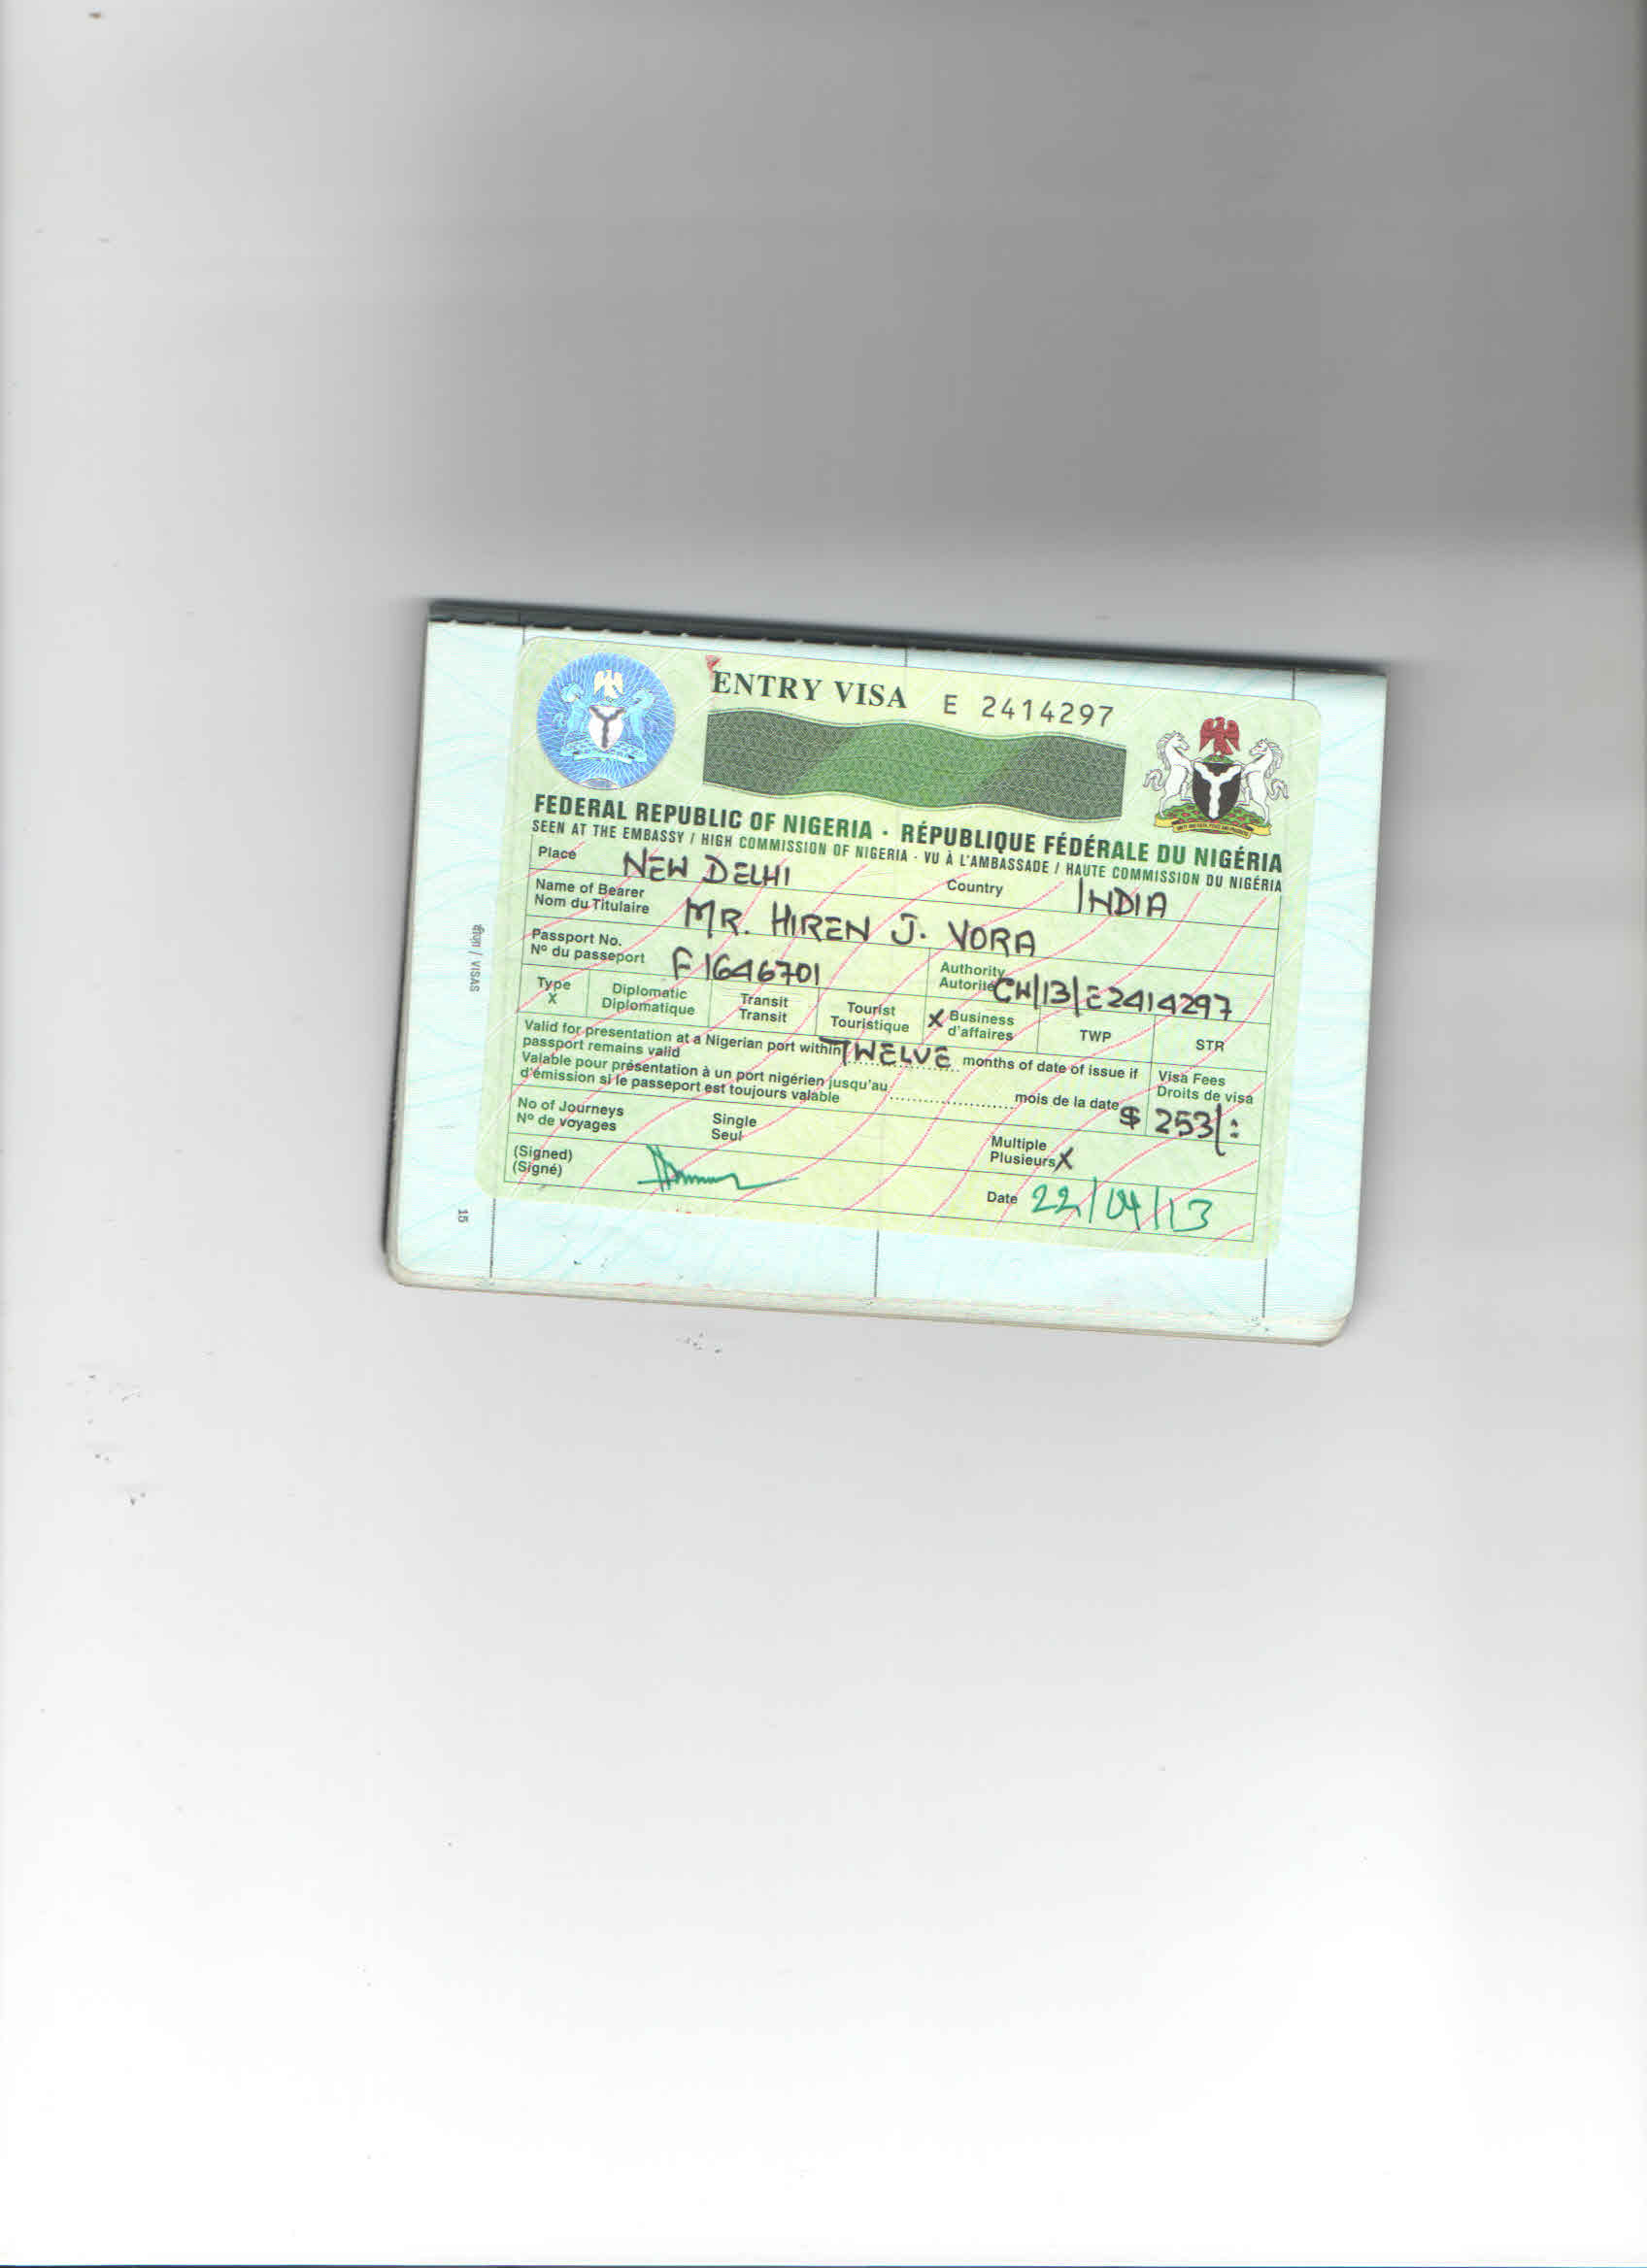 ENTRY VISA E 2414297
FEDERAL REPUBLIC OF NIGERIA · RÉPUBLIQUE FÉDÉRALE DU NIGÉRIA
SEEN AT THE EMBASSY / HIGH COMMISSION OF NIGERIA · VU À L'AMBASSADE / HAUTE COMMISSION DU NIGÉRIA
Place NEW DELHI Country INDIA
Name of Bearer
Nom du Titulaire MR. HIREN J. VORA
Passport No. Authority
Nº du passeport F1646701 Autorité CW/13/E2414297
Type Diplomatic Transit Tourist Business TWP STR
X Diplomatique Transit Touristique X d'affaires
Valid for presentation at a Nigerian port within TWELVE months of date of issue if
passport remains valid
Visa Fees
Droits de visa
$ 253/:
Valable pour présentation à un port nigérien jusqu'au ........ mois de la date
d'émission si le passeport est toujours valable
No of Journeys Single Multiple
Nº de voyages Seul Plusieurs X
(Signed)
(Signé) Date 22/04/13
वीज़ा / VISAS
15